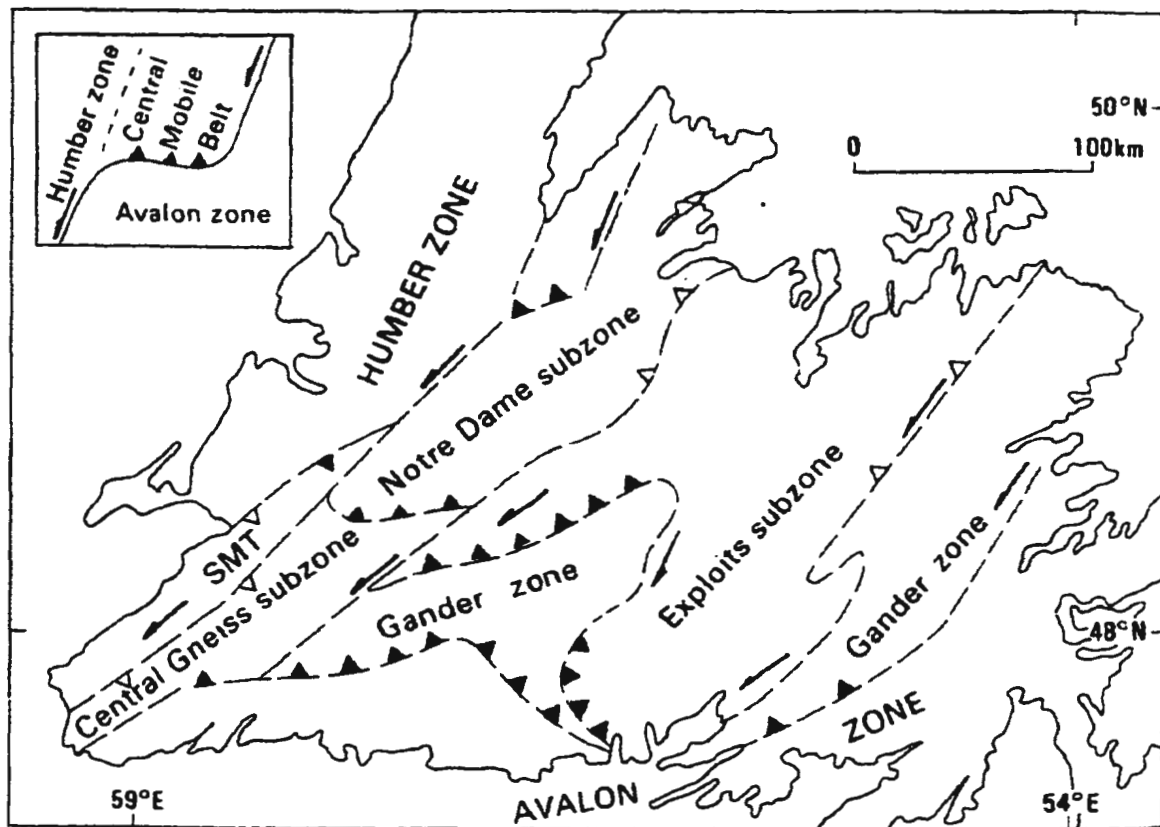 Humber zone
Central
Mobile
Belt
Avalon zone
50°N
0 100km
HUMBER ZONE
Notre Dame subzone
SMT
Central Gneiss subzone
Gander zone
Exploits subzone
Gander zone
48°N
ZONE
AVALON
59°E
54°E